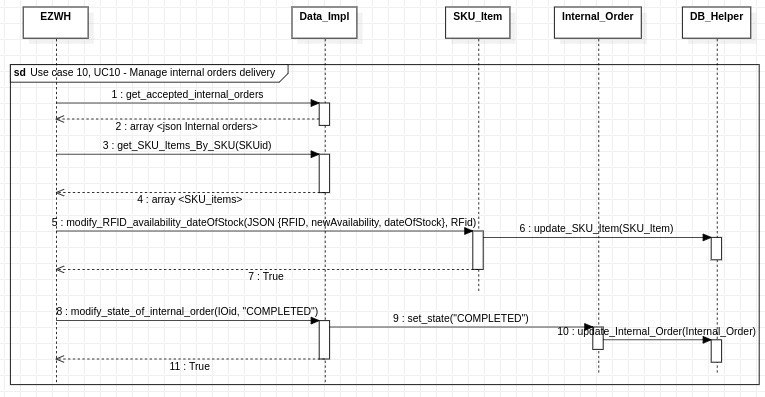 EZWH
Data_Impl
SKU_Item
Internal_Order
DB_Helper
sd Use case 10, UC10 - Manage internal orders delivery
1 : get_accepted_internal_orders
2 : array <json Internal orders>
3 : get_SKU_Items_By_SKU(SKUid)
4 : array <SKU_items>
5 : modify_RFID_availability_dateOfStock(JSON {RFID, newAvailability, dateOfStock}, RFid)
6 : update_SKU_Item(SKU_Item)
7 : True
8 : modify_state_of_internal_order(IOid, "COMPLETED")
9 : set_state("COMPLETED")
10 : update_Internal_Order(Internal_Order)
11 : True